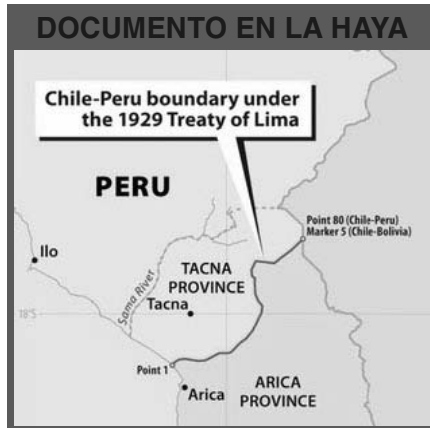 DOCUMENTO EN LA HAYA
Chile-Peru boundary under
the 1929 Treaty of Lima
PERU
Point 80 (Chile-Peru)
Marker 5 (Chile-Bolivia)
Ilo
Sama River
TACNA
PROVINCE
Tacna
18°S
Point 1
Arica
ARICA
PROVINCE